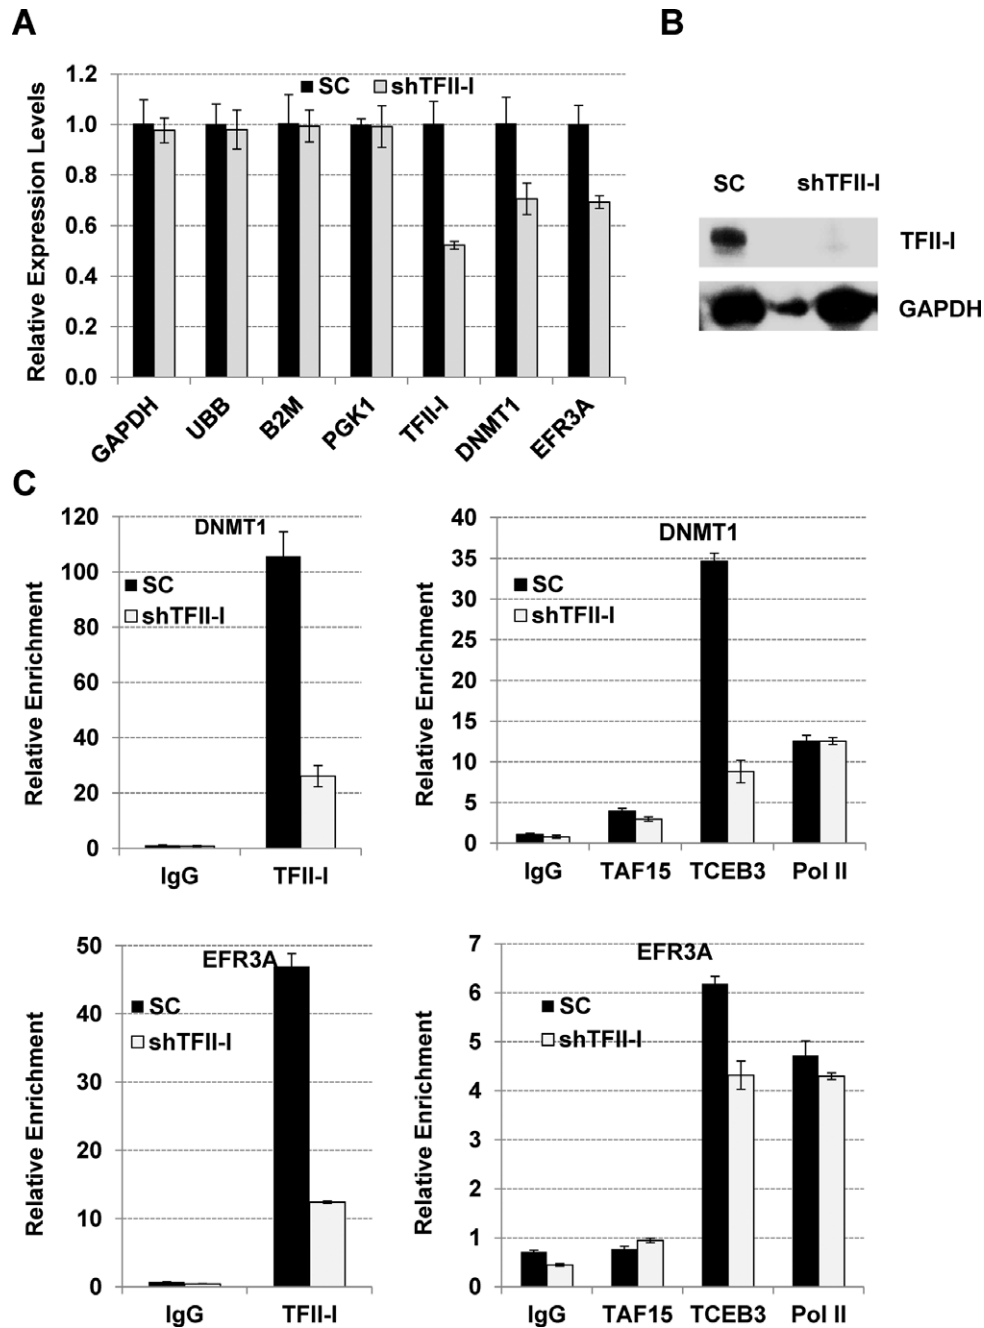 A
B
SC shTFII-I
Relative Expression Levels
1.2
1.0
0.8
0.6
0.4
0.2
0.0
GAPDH UBB B2M PGK1 TFII-I DNMT1 EFR3A
SC shTFII-I
TFII-I
GAPDH
C
DNMT1
SC
shTFII-I
Relative Enrichment
120
100
80
60
40
20
0
IgG TFII-I
DNMT1
SC
shTFII-I
Relative Enrichment
40
35
30
25
20
15
10
5
0
IgG TAF15 TCEB3 Pol II
EFR3A
SC
shTFII-I
Relative Enrichment
50
40
30
20
10
0
IgG TFII-I
EFR3A
SC
shTFII-I
Relative Enrichment
7
6
5
4
3
2
1
0
IgG TAF15 TCEB3 Pol II